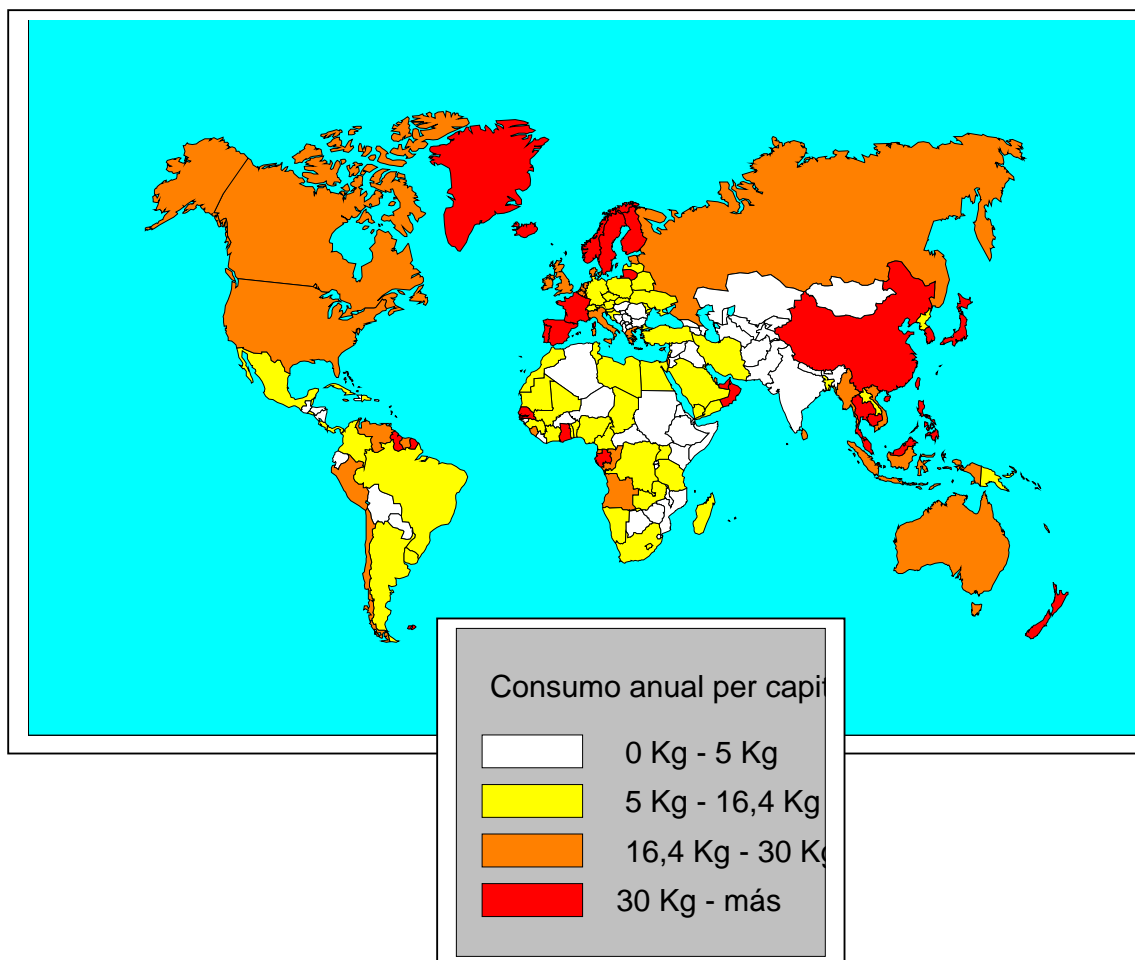 Consumo anual per capit
0 Kg - 5 Kg
5 Kg - 16,4 Kg
16,4 Kg - 30 Kg
30 Kg - más